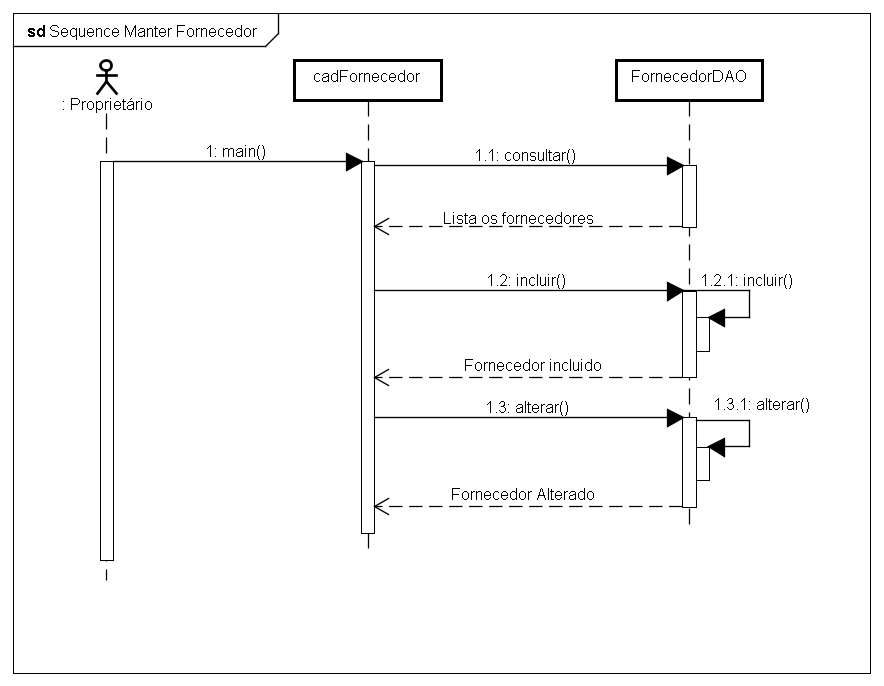 sd Sequence Manter Fornecedor
: Proprietário
cadFornecedor
FornecedorDAO
1: main()
1.1: consultar()
Lista os fornecedores
1.2: incluir()
1.2.1: incluir()
Fornecedor incluido
1.3: alterar()
1.3.1: alterar()
Fornecedor Alterado